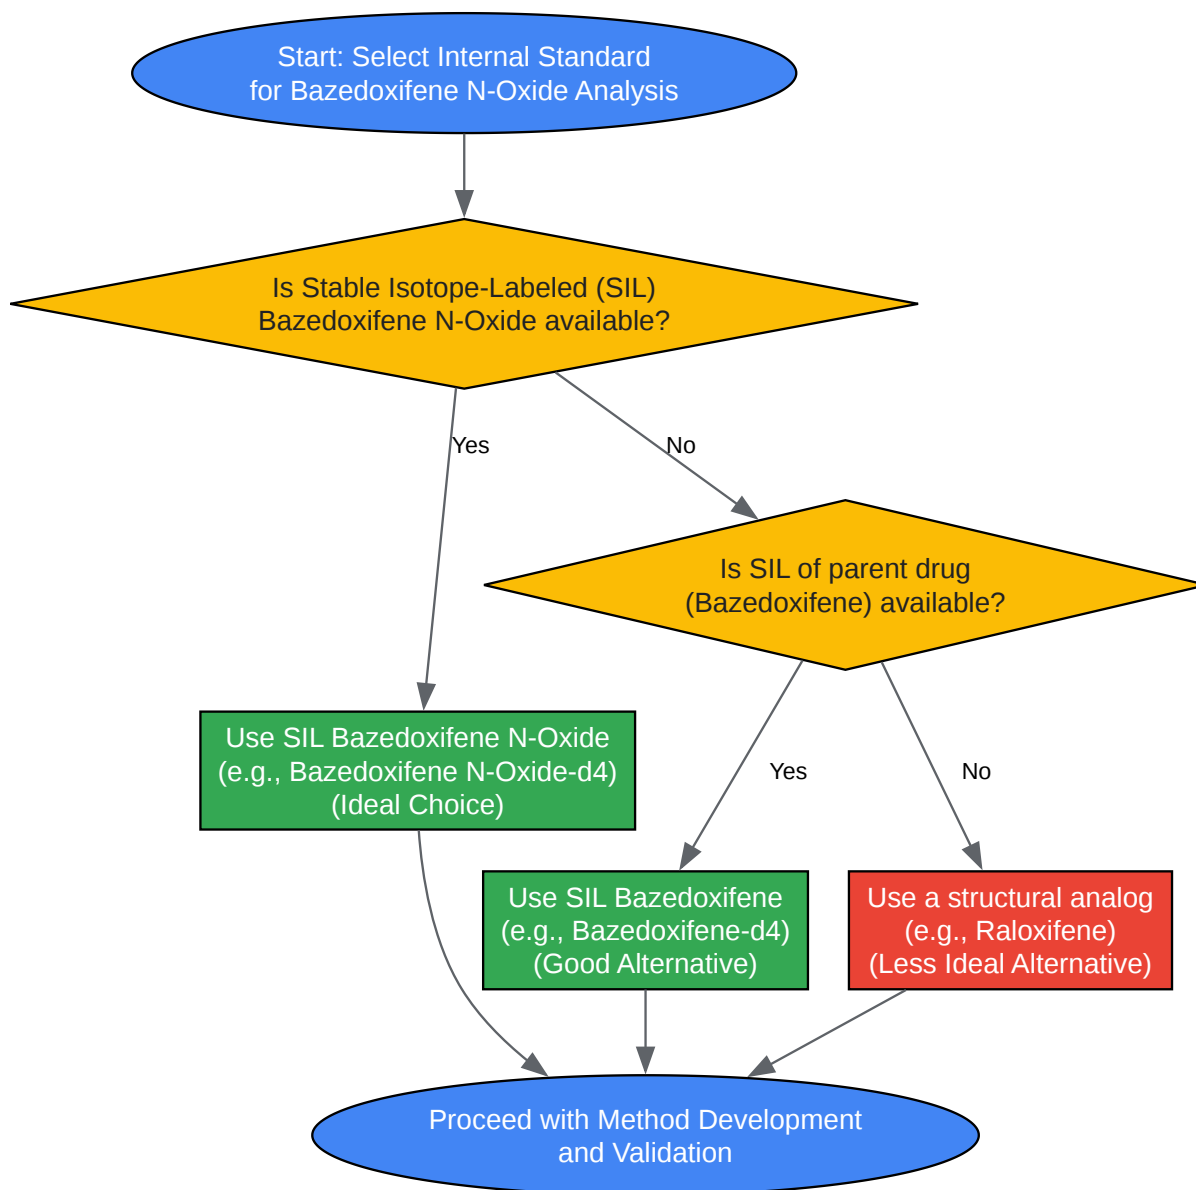 Start: Select Internal Standard
for Bazedoxifene N-Oxide Analysis
Is Stable Isotope-Labeled (SIL)
Bazedoxifene N-Oxide available?
Yes
No
Is SIL of parent drug
(Bazedoxifene) available?
Use SIL Bazedoxifene N-Oxide
(e.g., Bazedoxifene N-Oxide-d4)
(Ideal Choice)
Yes
No
Use SIL Bazedoxifene
(e.g., Bazedoxifene-d4)
(Good Alternative)
Use a structural analog
(e.g., Raloxifene)
(Less Ideal Alternative)
Proceed with Method Development
and Validation